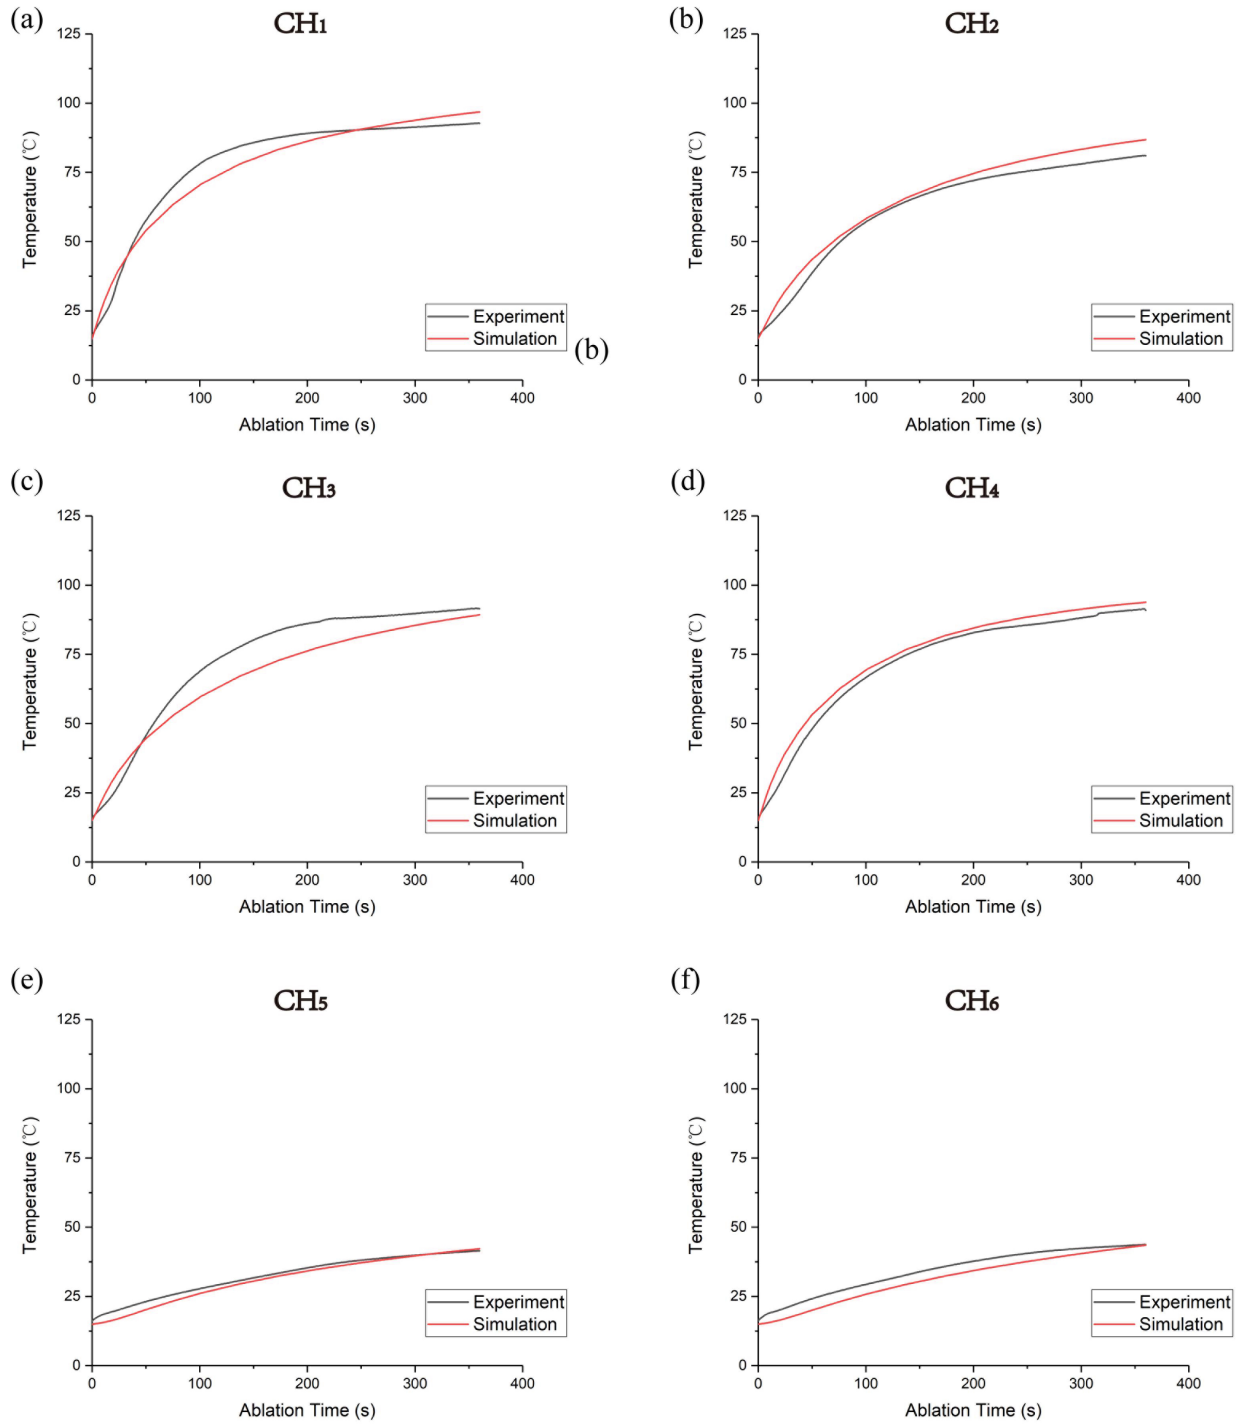 (a)
CH1
125
100
75
50
25
0
Temperature (℃)
0 100 200 300 400
Ablation Time (s)
Experiment
Simulation
(b)
(b)
CH2
125
100
75
50
25
0
Temperature (℃)
0 100 200 300 400
Ablation Time (s)
Experiment
Simulation
(c)
CH3
125
100
75
50
25
0
Temperature (℃)
0 100 200 300 400
Ablation Time (s)
Experiment
Simulation
(d)
CH4
125
100
75
50
25
0
Temperature (℃)
0 100 200 300 400
Ablation Time (s)
Experiment
Simulation
(e)
CH5
125
100
75
50
25
0
Temperature (℃)
0 100 200 300 400
Ablation Time (s)
Experiment
Simulation
(f)
CH6
125
100
75
50
25
0
Temperature (℃)
0 100 200 300 400
Ablation Time (s)
Experiment
Simulation